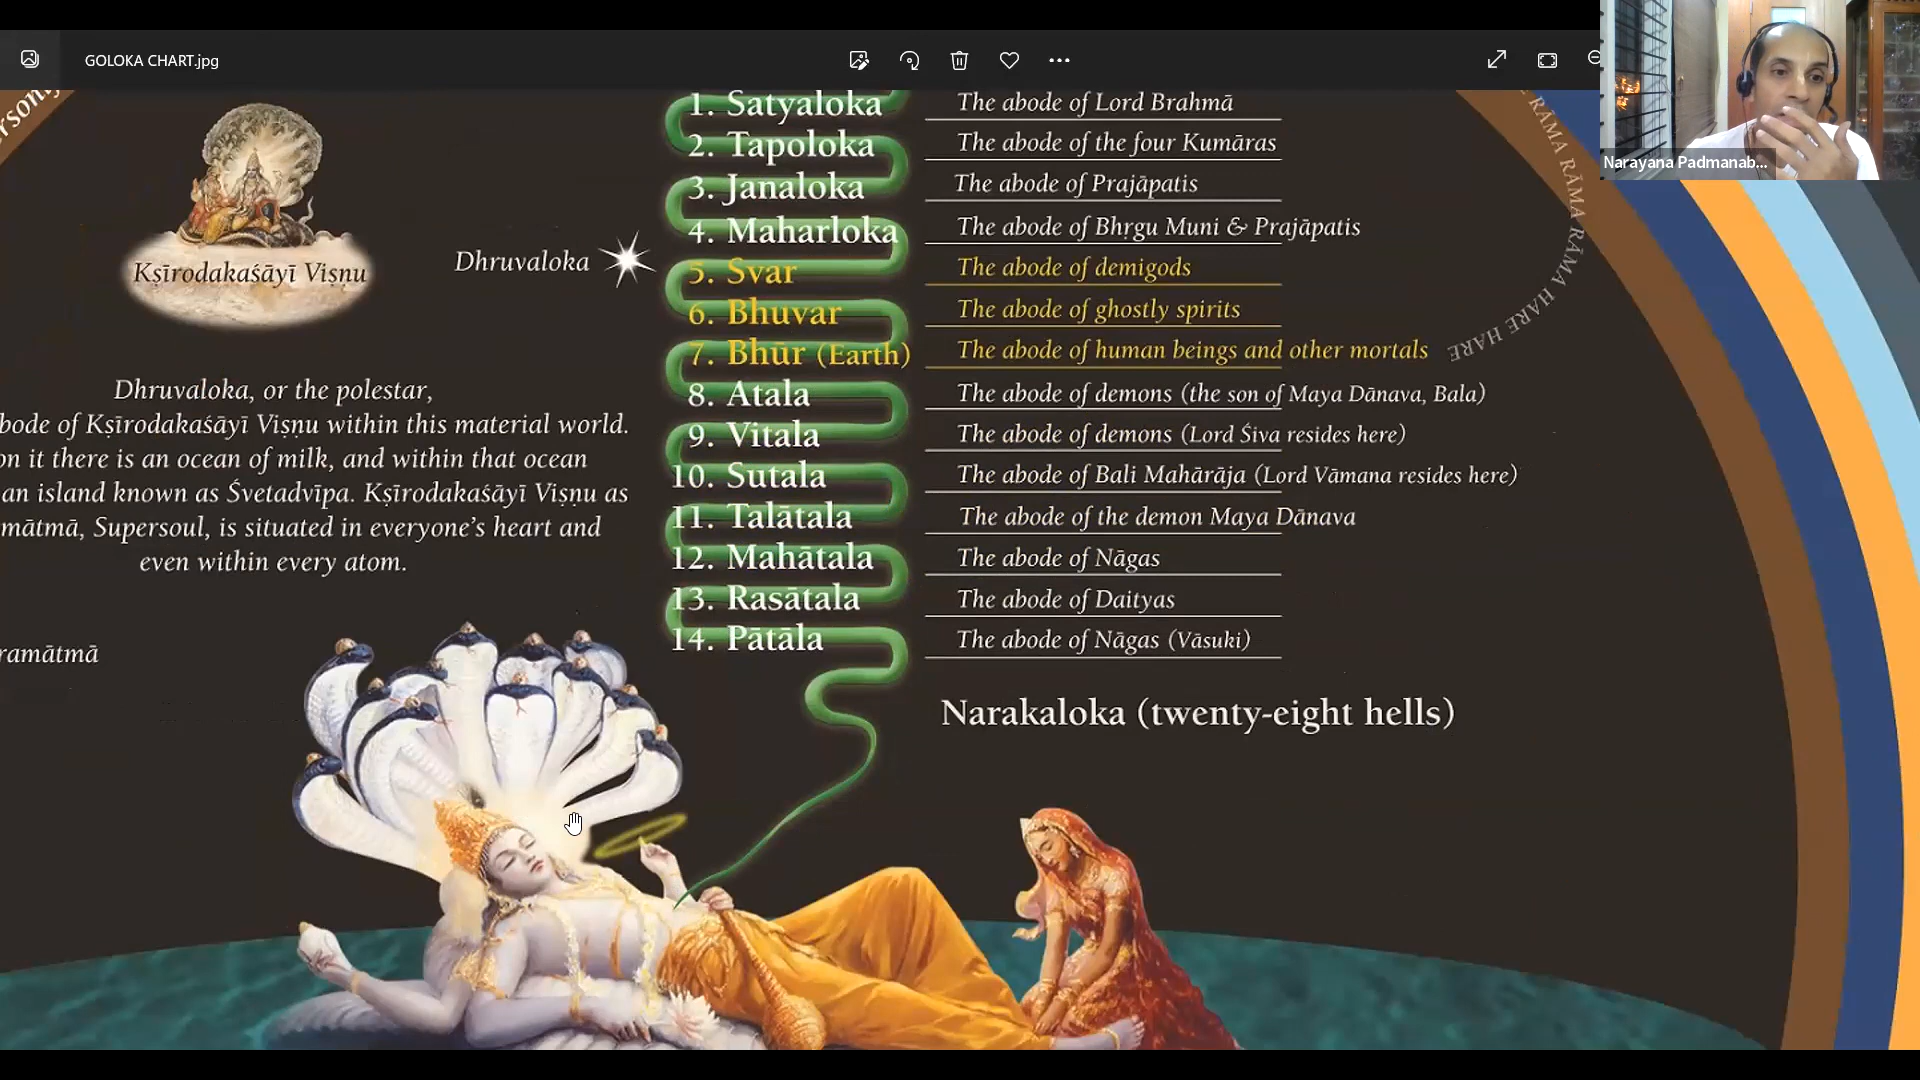 GOLOKA CHART.jpg
Narayana Padmanab...
1. Satyaloka The abode of Lord Brahmā
2. Tapoloka The abode of the four Kumāras
3. Janaloka The abode of Prajāpatis
4. Maharloka The abode of Bhṛgu Muni & Prajāpatis
5. Svar The abode of demigods
6. Bhuvar The abode of ghostly spirits
7. Bhūr (Earth) The abode of human beings and other mortals
8. Atala The abode of demons (the son of Maya Dānava, Bala)
9. Vitala The abode of demons (Lord Śiva resides here)
10. Sutala The abode of Bali Mahārāja (Lord Vāmana resides here)
11. Talātala The abode of the demon Maya Dānava
12. Mahātala The abode of Nāgas
13. Rasātala The abode of Daityas
14. Pātāla The abode of Nāgas (Vāsuki)
Narakaloka (twenty-eight hells)
Kṣīrodakaśāyī Viṣṇu
Dhruvaloka
Dhruvaloka, or the polestar,
bode of Kṣīrodakaśāyī Viṣṇu within this material world.
on it there is an ocean of milk, and within that ocean
an island known as Śvetadvīpa. Kṣīrodakaśāyī Viṣṇu as
mātmā, Supersoul, is situated in everyone's heart and
even within every atom.
ramātmā
RĀMA RĀMA RĀMA HARE HARE